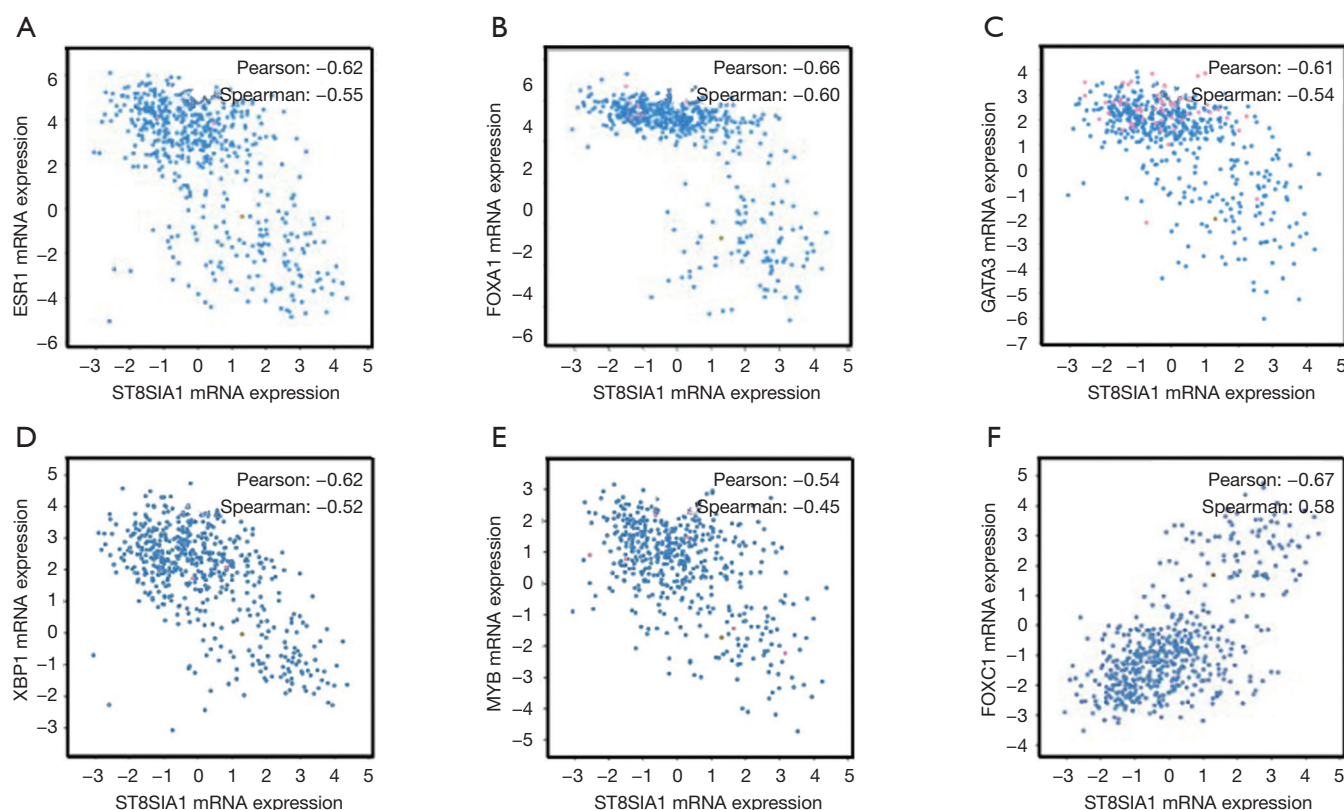 A
Pearson: −0.62
Spearman: −0.55
ESR1 mRNA expression
6
4
2
0
−2
−4
−6
−3 −2 −1 0 1 2 3 4 5
ST8SIA1 mRNA expression
B
Pearson: −0.66
Spearman: −0.60
FOXA1 mRNA expression
6
4
2
0
−2
−4
−6
−3 −2 −1 0 1 2 3 4 5
ST8SIA1 mRNA expression
C
Pearson: −0.61
Spearman: −0.54
GATA3 mRNA expression
4
3
2
1
0
−1
−2
−3
−4
−5
−6
−7
−3 −2 −1 0 1 2 3 4 5
ST8SIA1 mRNA expression
D
Pearson: −0.62
Spearman: −0.52
XBP1 mRNA expression
5
4
3
2
1
0
−1
−2
−3
−3 −2 −1 0 1 2 3 4 5
ST8SIA1 mRNA expression
E
Pearson: −0.54
Spearman: −0.45
MYB mRNA expression
3
2
1
0
−1
−2
−3
−4
−5
−3 −2 −1 0 1 2 3 4 5
ST8SIA1 mRNA expression
F
Pearson: −0.67
Spearman: 0.58
FOXC1 mRNA expression
5
4
3
2
1
0
−1
−2
−3
−4
−3 −2 −1 0 1 2 3 4 5
ST8SIA1 mRNA expression